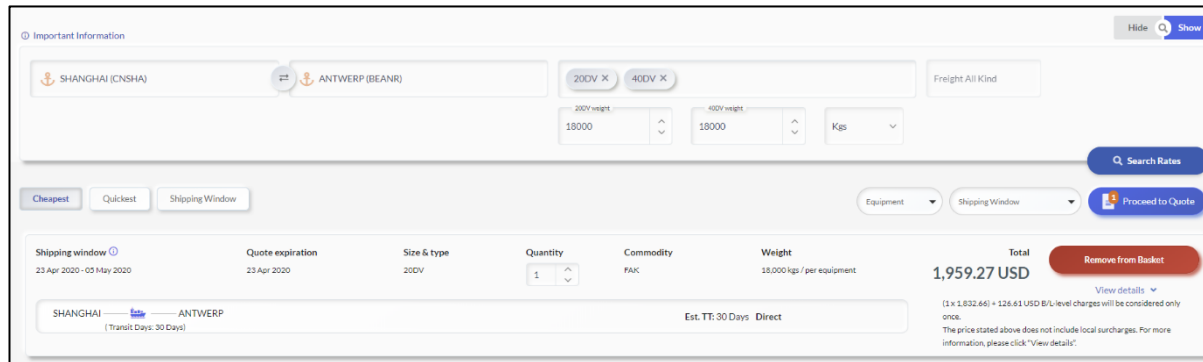 Hide Show
Important Information
SHANGHAI (CNSHA) ANTWERP (BEANR) 20DV X 40DV X Freight All Kind
20DV weight 40DV weight
18000 18000 Kgs
Search Rates
Cheapest Quickest Shipping Window Equipment Shipping Window 1 Proceed to Quote
Shipping window Quote expiration Size & type Quantity Commodity Weight Total Remove from Basket
23 Apr 2020 - 05 May 2020 23 Apr 2020 20DV 1 FAK 18,000 kgs / per equipment 1,959.27 USD
View details
SHANGHAI ANTWERP Est. TT: 30 Days Direct
( Transit Days: 30 Days)
(1 x 1,832.66) + 126.61 USD B/L-level charges will be considered only
once.
The price stated above does not include local surcharges. For more
information, please click "View details".